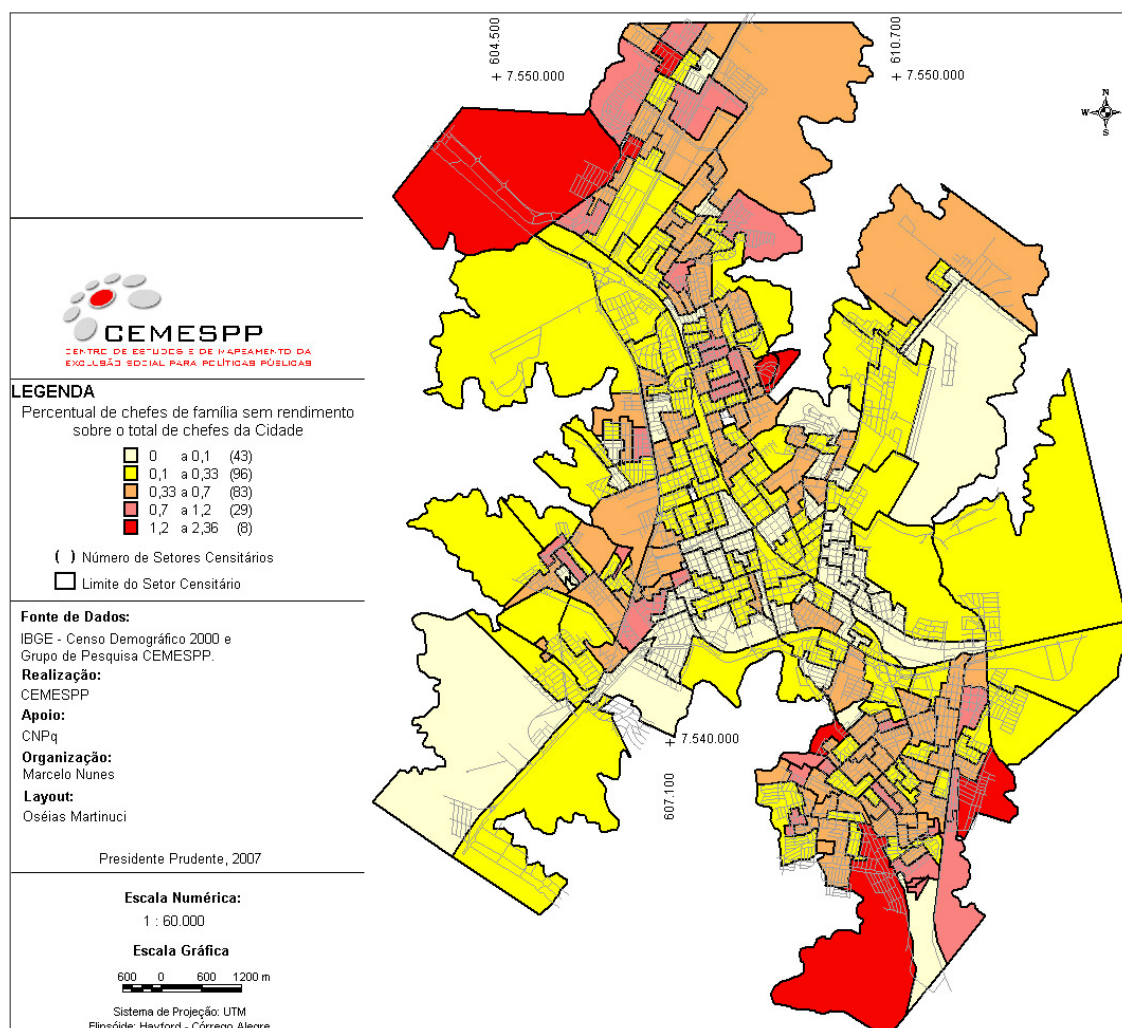 604.500
+ 7.550.000
610.700
+ 7.550.000
N
W
E
S
CEMESPP
CENTRO DE ESTUDOS E DE MAPEAMENTO DA
EXCLUSÃO SOCIAL PARA POLÍTICAS PÚBLICAS
LEGENDA
Percentual de chefes de família sem rendimento
sobre o total de chefes da Cidade
0 a 0,1 (43)
0,1 a 0,33 (96)
0,33 a 0,7 (83)
0,7 a 1,2 (29)
1,2 a 2,36 (8)
( ) Número de Setores Censitários
Limite do Setor Censitário
Fonte de Dados:
IBGE - Censo Demográfico 2000 e
Grupo de Pesquisa CEMESPP.
Realização:
CEMESPP
Apoio:
CNPq
Organização:
Marcelo Nunes
Layout:
Oséias Martinuci
Presidente Prudente, 2007
+ 7.540.000
607.100
Escala Numérica:
1 : 60.000
Escala Gráfica
600 0 600 1200 m
Sistema de Projeção: UTM
Elipsóide: Hayford - Córrego Alegre